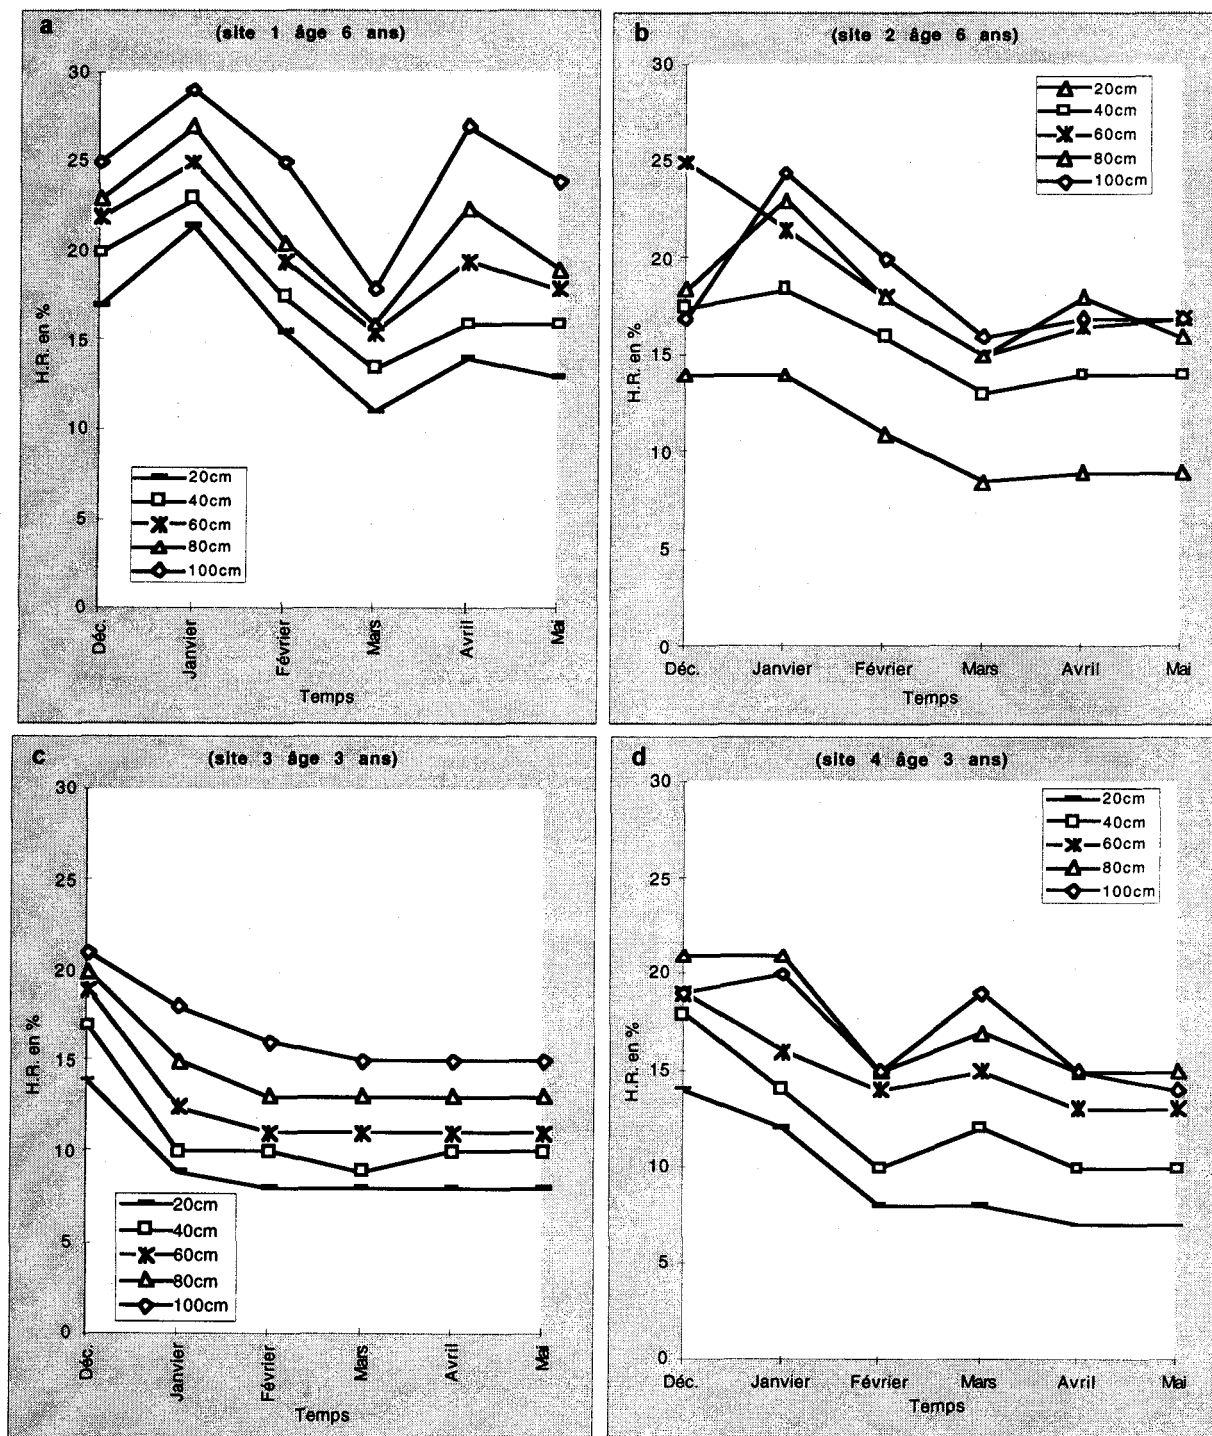 a
(site 1 âge 6 ans)
30
25
20
15
10
5
0
H.R. en %
20cm
40cm
60cm
80cm
100cm
Déc.
Janvier
Février
Mars
Avril
Mai
Temps
b
(site 2 âge 6 ans)
30
25
20
15
10
5
0
H.R. en %
20cm
40cm
60cm
80cm
100cm
Déc.
Janvier
Février
Mars
Avril
Mai
Temps
c
(site 3 âge 3 ans)
30
25
20
15
10
5
0
H.R. en %
20cm
40cm
60cm
80cm
100cm
Déc.
Janvier
Février
Mars
Avril
Mai
Temps
d
(site 4 âge 3 ans)
30
25
20
15
10
5
0
H.R. en %
20cm
40cm
60cm
80cm
100cm
Déc.
Janvier
Février
Mars
Avril
Mai
Temps